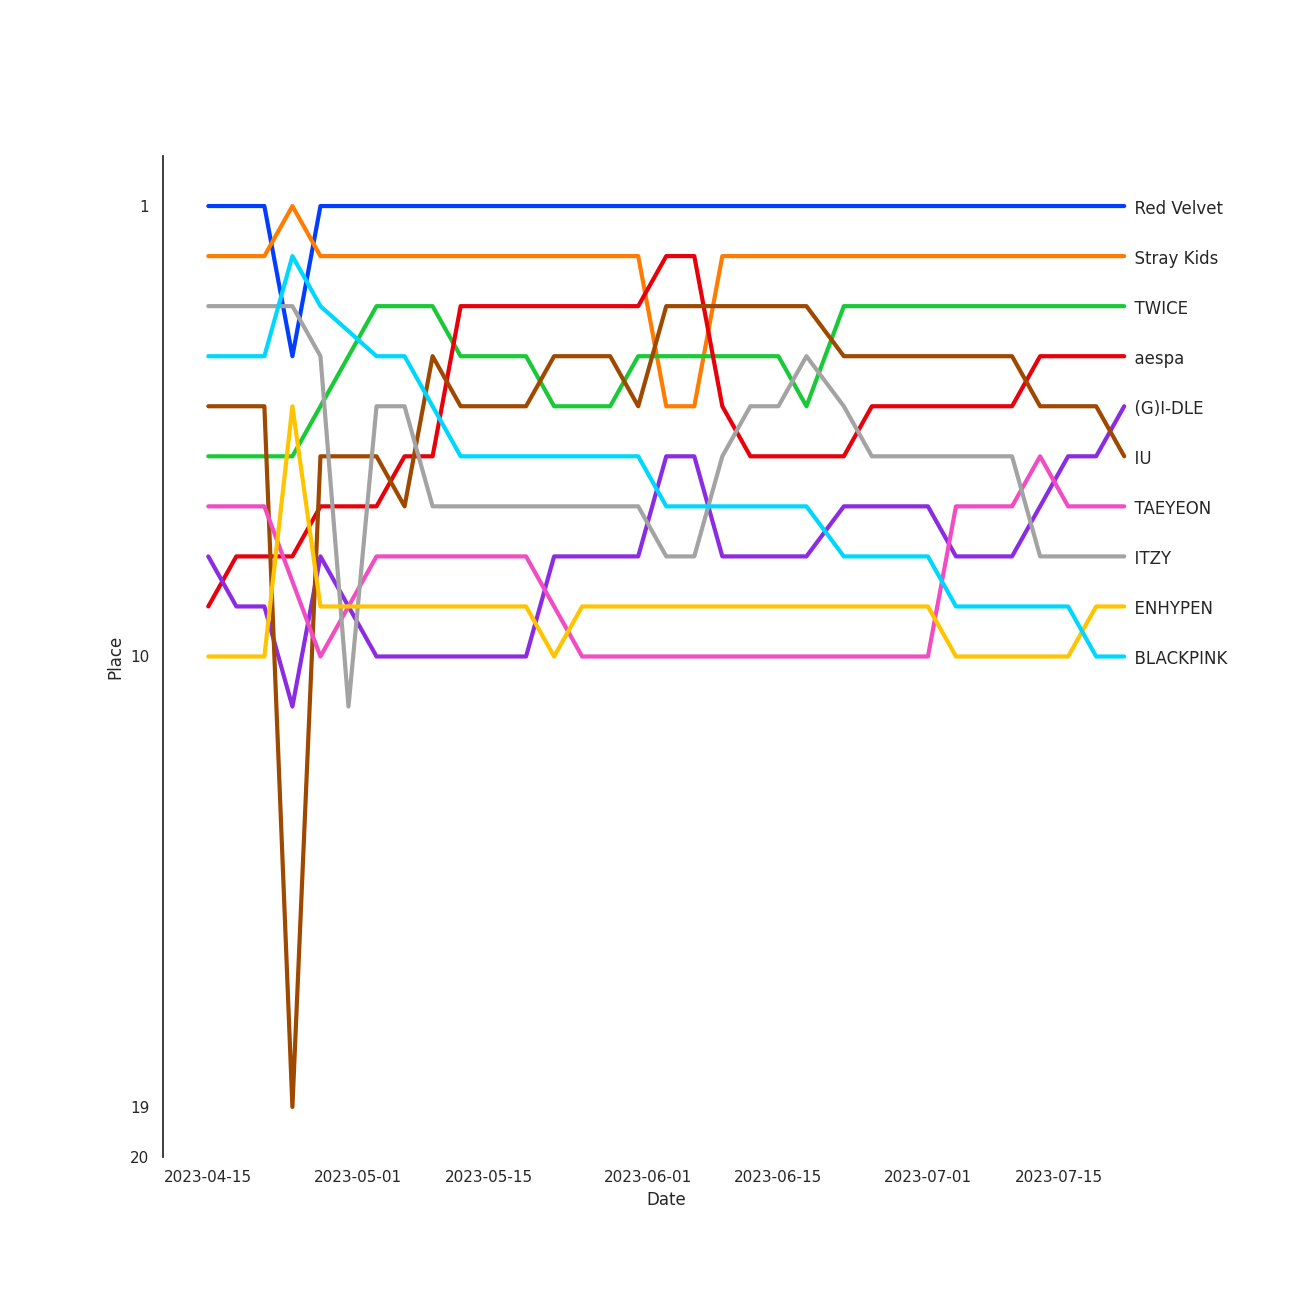 1
10
19
20
Place
2023-04-15
2023-05-01
2023-05-15
2023-06-01
2023-06-15
2023-07-01
2023-07-15
Date
Red Velvet
Stray Kids
TWICE
aespa
(G)I-DLE
IU
TAEYEON
ITZY
ENHYPEN
BLACKPINK